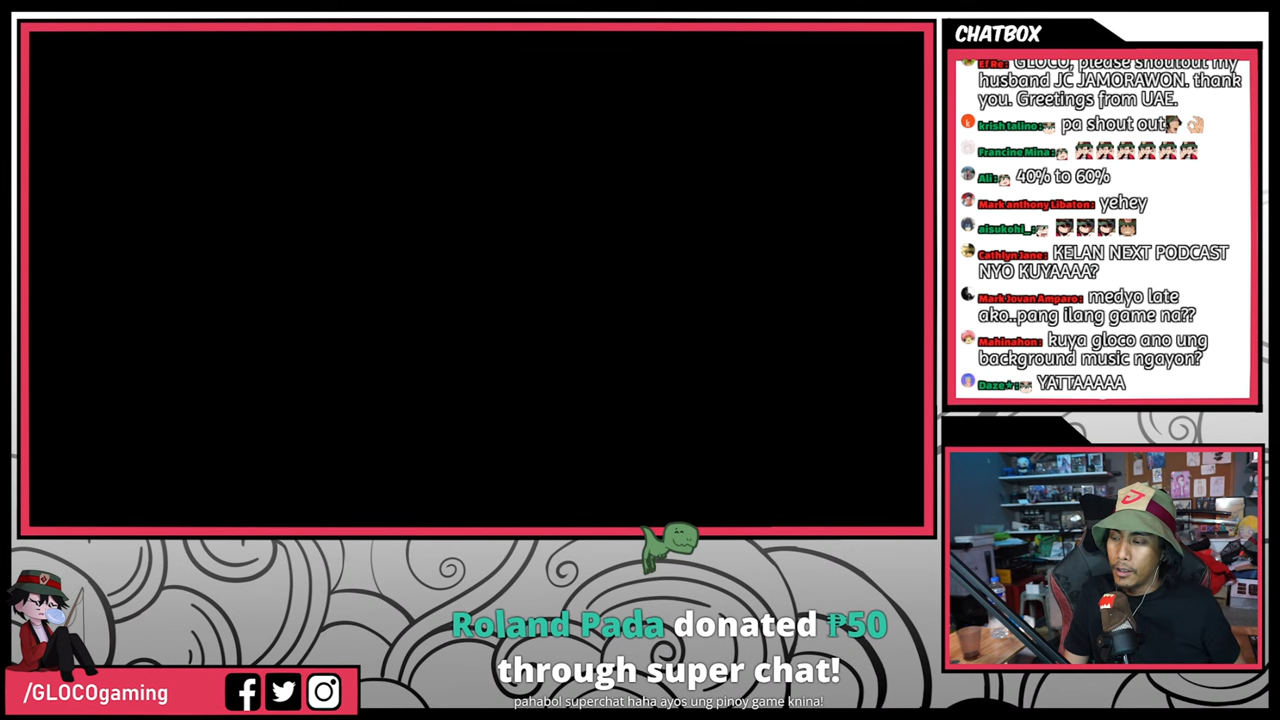 CHATBOX
Ef Re: GLOCO, please shoutout my
husband JC JAMORAWON. thank
you. Greetings from UAE.
krish talino: pa shout out
Francine Mina:
Ali: 40% to 60%
Mark anthony Libaton: yehey
aisukohi_:
Cathlyn Jane: KELAN NEXT PODCAST
NYO KUYAAAA?
Mark Jovan Amparo: medyo late
ako..pang ilang game na??
Mahinahon: kuya gloco ano ung
background music ngayon?
Daze★: YATTAAAAA
Roland Pada donated ₱50
through super chat!
pahabol superchat haha ayos ung pinoy game knina!
/GLOCOgaming